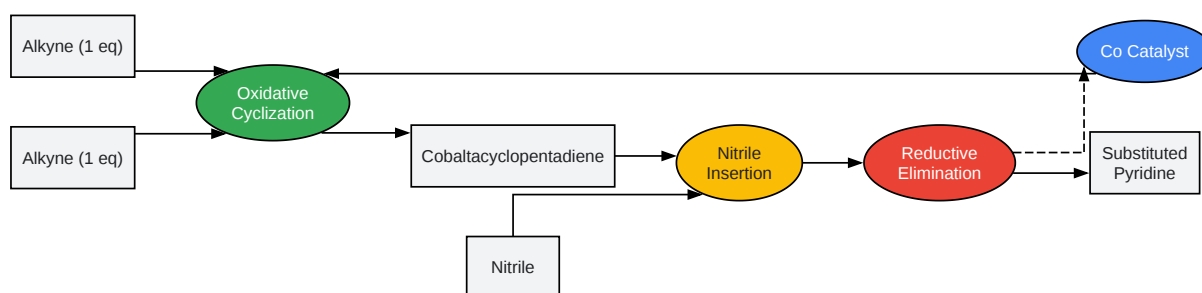 Alkyne (1 eq)
Co Catalyst
Oxidative
Cyclization
Alkyne (1 eq)
Cobaltacyclopentadiene
Nitrile
Insertion
Reductive
Elimination
Substituted
Pyridine
Nitrile